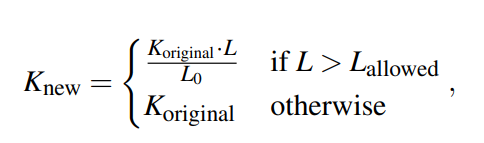 K_new = { K_original · L / L_0 if L > L_allowed
K_original otherwise ,